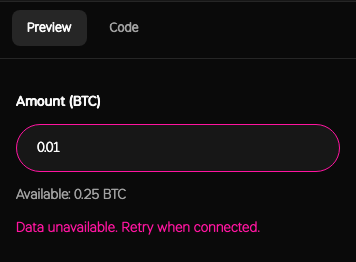 Preview Code
Amount (BTC)
0.01
Available: 0.25 BTC
Data unavailable. Retry when connected.